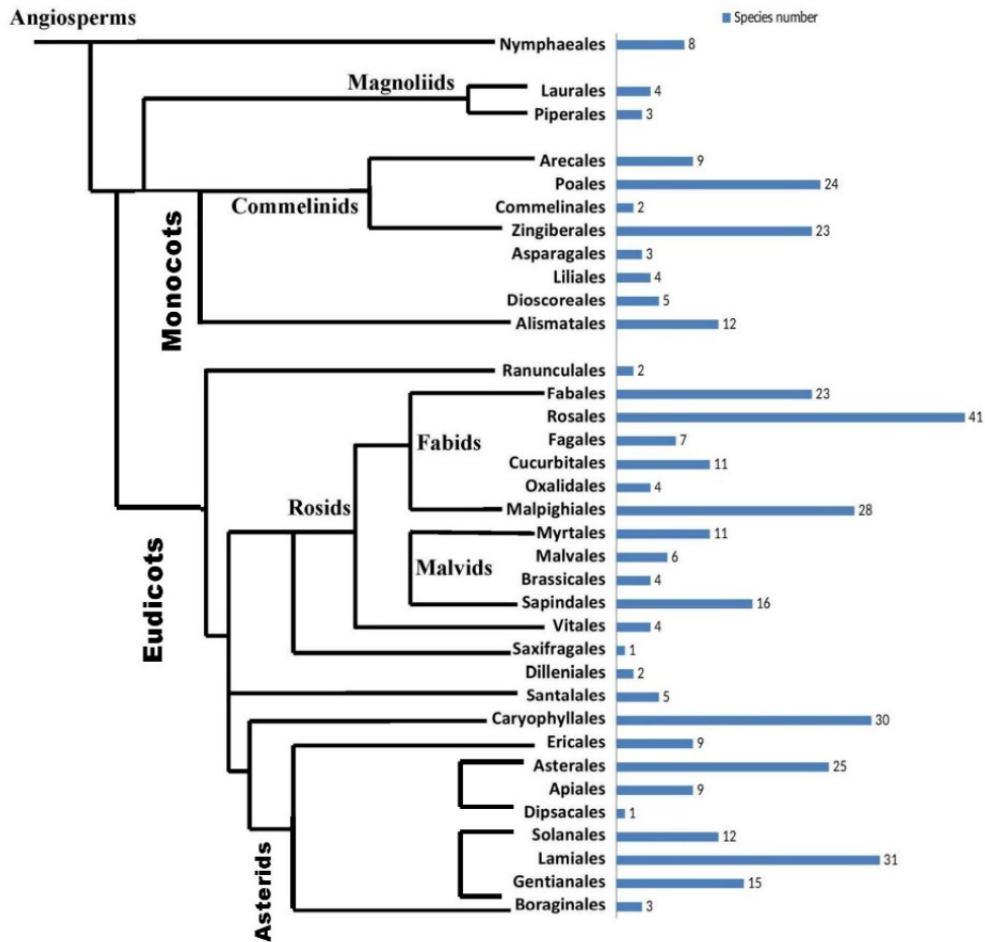 Angiosperms
Species number
Nymphaeales 8
Magnoliids
Laurales 4
Piperales 3
Arecales 9
Poales 24
Commelinids
Commelinales 2
Zingiberales 23
Monocots
Asparagales 3
Liliales 4
Dioscoreales 5
Alismatales 12
Ranunculales 2
Fabales 23
Rosales 41
Fabids
Fagales 7
Cucurbitales 11
Oxalidales 4
Rosids
Malpighiales 28
Myrtales 11
Malvids
Malvales 6
Brassicales 4
Sapindales 16
Eudicots
Vitales 4
Saxifragales 1
Dilleniales 2
Santalales 5
Caryophyllales 30
Ericales 9
Asterales 25
Apiales 9
Dipsacales 1
Solanales 12
Lamiales 31
Asterids
Gentianales 15
Boraginales 3